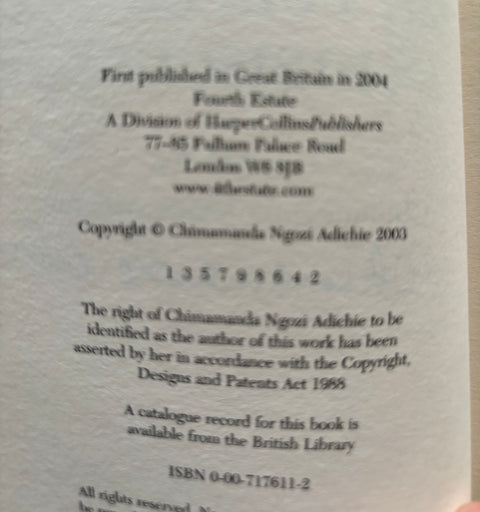 First published in Great Britain in 2004
Fourth Estate
A Division of HarperCollinsPublishers
77–85 Fulham Palace Road
London W6 8JB
www.4thestate.com
Copyright © Chimamanda Ngozi Adichie 2003
1 3 5 7 9 8 6 4 2
The right of Chimamanda Ngozi Adichie to be
identified as the author of this work has been
asserted by her in accordance with the Copyright,
Designs and Patents Act 1988
A catalogue record for this book is
available from the British Library
ISBN 0-00-717611-2
All rights reserved.